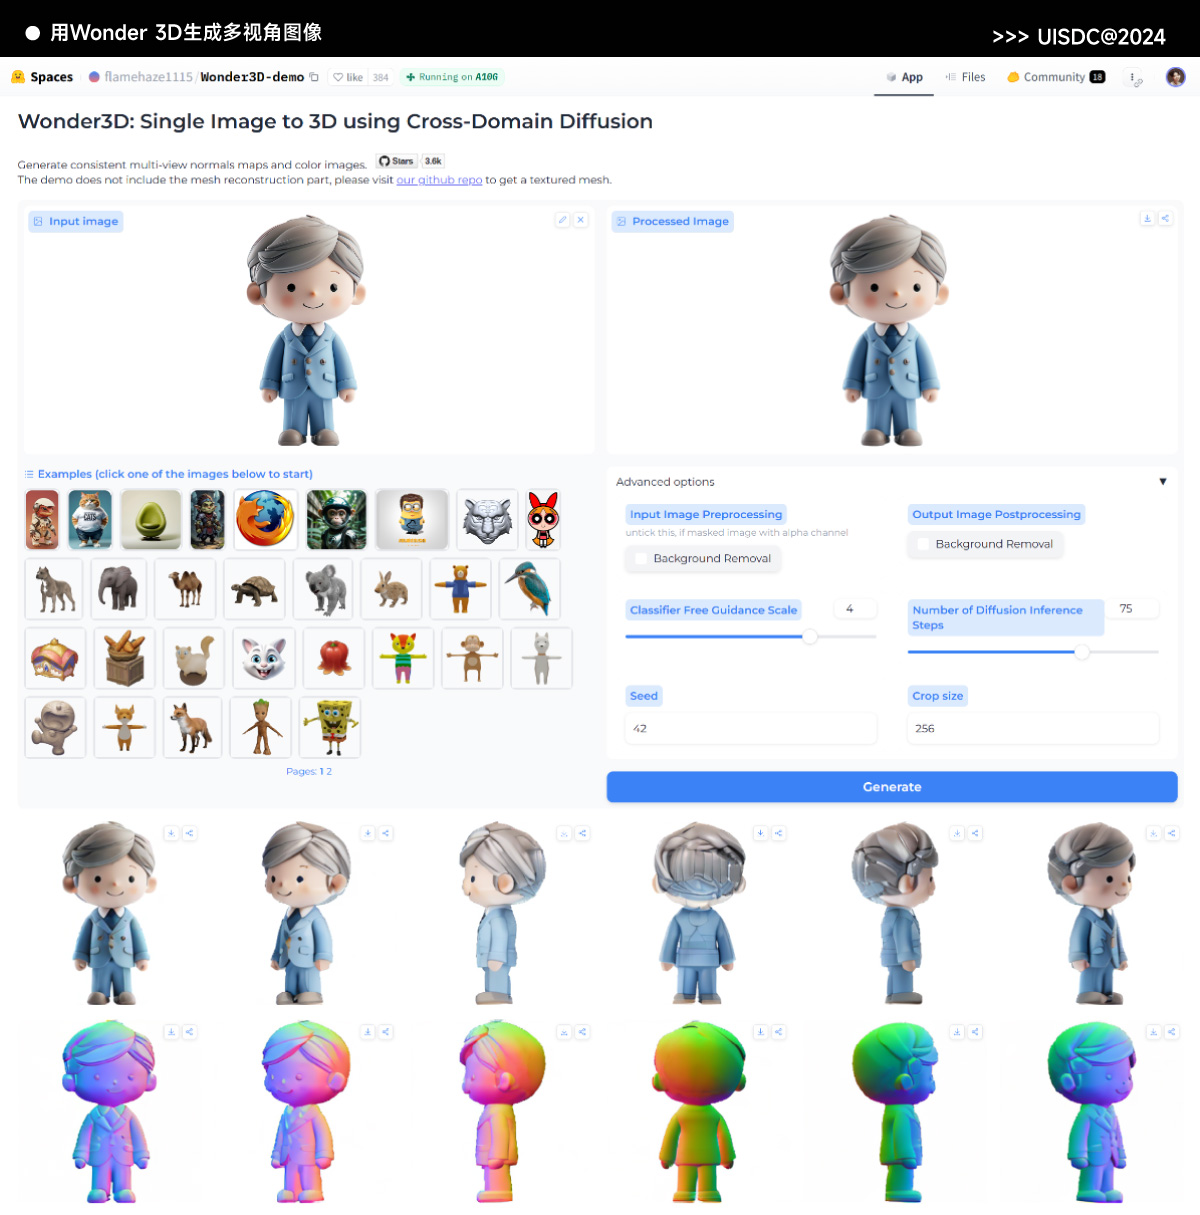 用Wonder 3D生成多视角图像
>>> UISDC@2024
Spaces
flamehaze1115/Wonder3D-demo
like 384
Running on A10G
App
Files
Community 18
Wonder3D: Single Image to 3D using Cross-Domain Diffusion
Generate consistent multi-view normals maps and color images. Stars 3.6k
The demo does not include the mesh reconstruction part, please visit our github repo to get a textured mesh.
Input image
Processed Image
Examples (click one of the images below to start)
CATS
Pages: 1 2
Advanced options
Input Image Preprocessing
untick this, if masked image with alpha channel
Background Removal
Output Image Postprocessing
Background Removal
Classifier Free Guidance Scale
4
Number of Diffusion Inference
Steps
75
Seed
42
Crop size
256
Generate